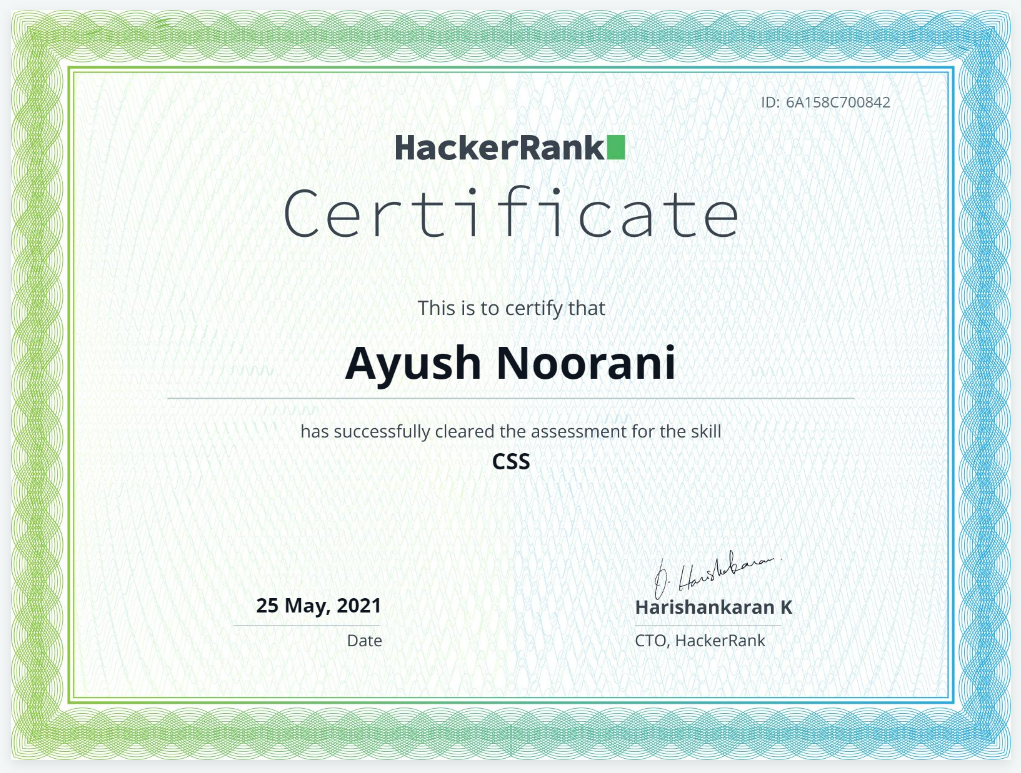 ID: 6A158C700842
HackerRank
Certificate
This is to certify that
Ayush Noorani
has successfully cleared the assessment for the skill
CSS
25 May, 2021
Date
Harishankaran K
CTO, HackerRank